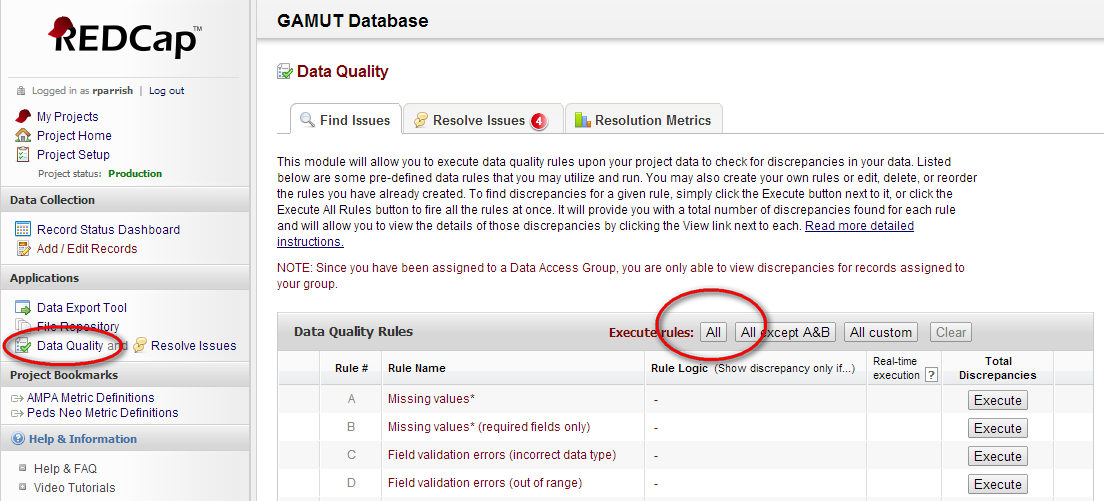 REDCap™
Logged in as rparrish | Log out
My Projects
Project Home
Project Setup
Project status: Production
Data Collection
Record Status Dashboard
Add / Edit Records
Applications
Data Export Tool
File Repository
Data Quality and Resolve Issues
Project Bookmarks
AMPA Metric Definitions
Peds Neo Metric Definitions
Help & Information
Help & FAQ
Video Tutorials
GAMUT Database
Data Quality
Find Issues Resolve Issues 4 Resolution Metrics
This module will allow you to execute data quality rules upon your project data to check for discrepancies in your data. Listed
below are some pre-defined data rules that you may utilize and run. You may also create your own rules or edit, delete, or reorder
the rules you have already created. To find discrepancies for a given rule, simply click the Execute button next to it, or click the
Execute All Rules button to fire all the rules at once. It will provide you with a total number of discrepancies found for each rule
and will allow you to view the details of those discrepancies by clicking the View link next to each. Read more detailed
instructions.
NOTE: Since you have been assigned to a Data Access Group, you are only able to view discrepancies for records assigned to
your group.
Data Quality Rules Execute rules: All All except A&B All custom Clear
Rule # Rule Name Rule Logic (Show discrepancy only if...) Real-time execution ? Total Discrepancies
A Missing values* - Execute
B Missing values* (required fields only) - Execute
C Field validation errors (incorrect data type) - Execute
D Field validation errors (out of range) - Execute